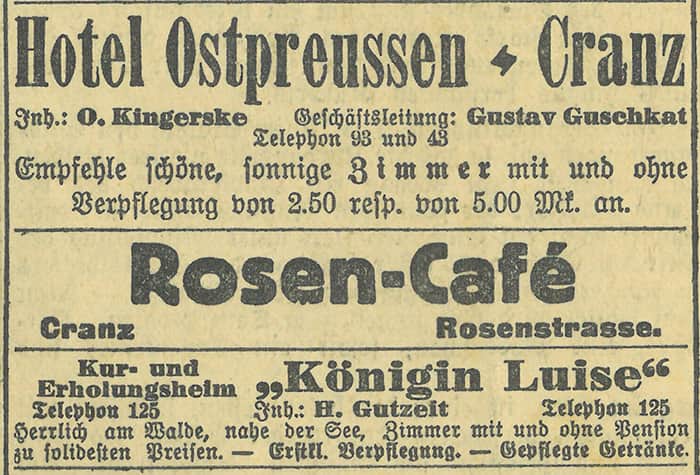 Hotel Ostpreussen Cranz
Inh.: O. Kingerske Geschäftsleitung: Gustav Guschkat
Telephon 93 und 43
Empfehle schöne, sonnige Zimmer mit und ohne
Verpflegung von 2.50 resp. von 5.00 Mk. an.
Rosen-Café
Cranz Rosenstrasse.
Kur- und
Erholungsheim „Königin Luise“
Telephon 125 Inh.: H. Gutzeit Telephon 125
Herrlich am Walde, nahe der See, Zimmer mit und ohne Pension
zu solidesten Preisen. — Erstkl. Verpflegung. — Gepflegte Getränke.